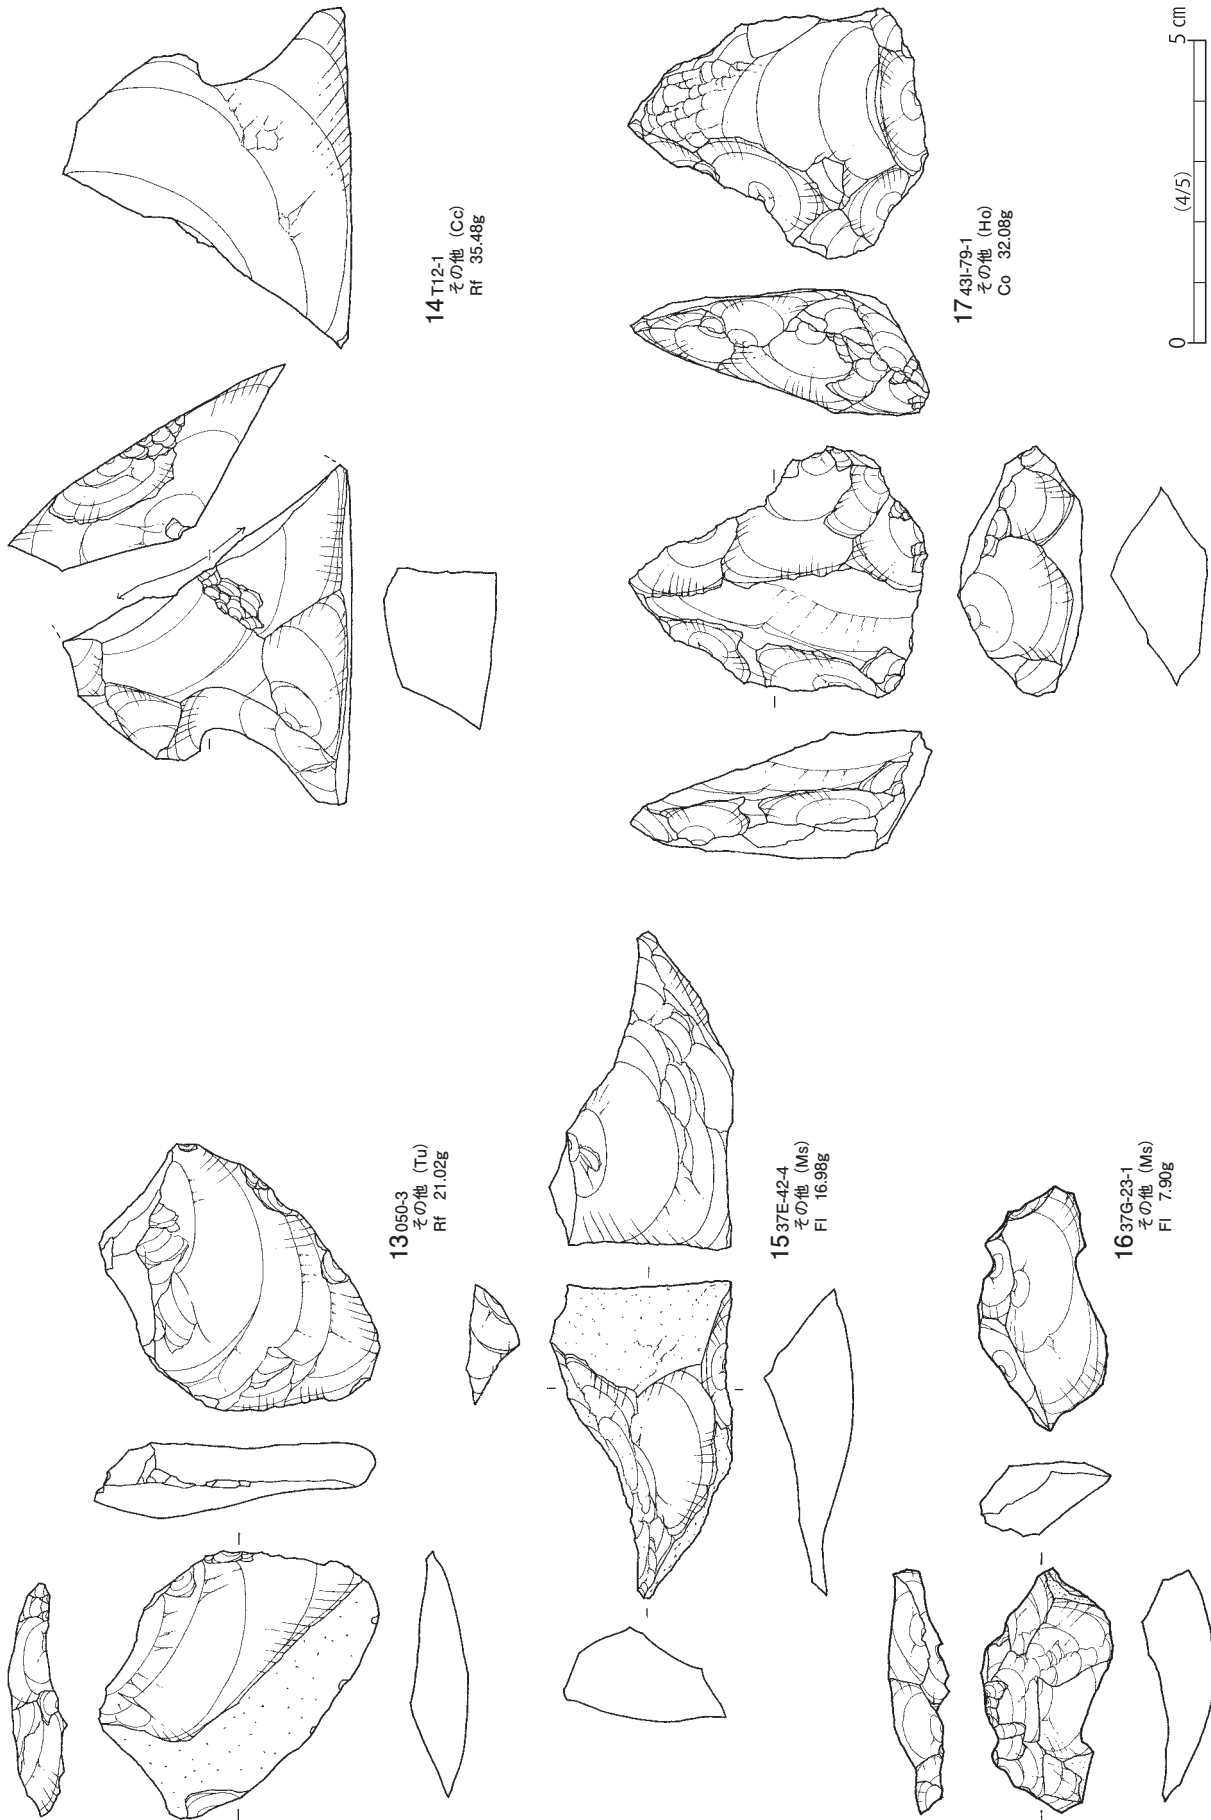 13 050-3
その他 (Tu)
Rf 21.02g
14 T12-1
その他 (Cc)
Rf 35.48g
15 37E-42-4
その他 (Ms)
Fl 16.98g
16 37G-23-1
その他 (Ms)
Fl 7.90g
17 43I-79-1
その他 (Ho)
Co 32.08g
0 (4/5) 5 cm